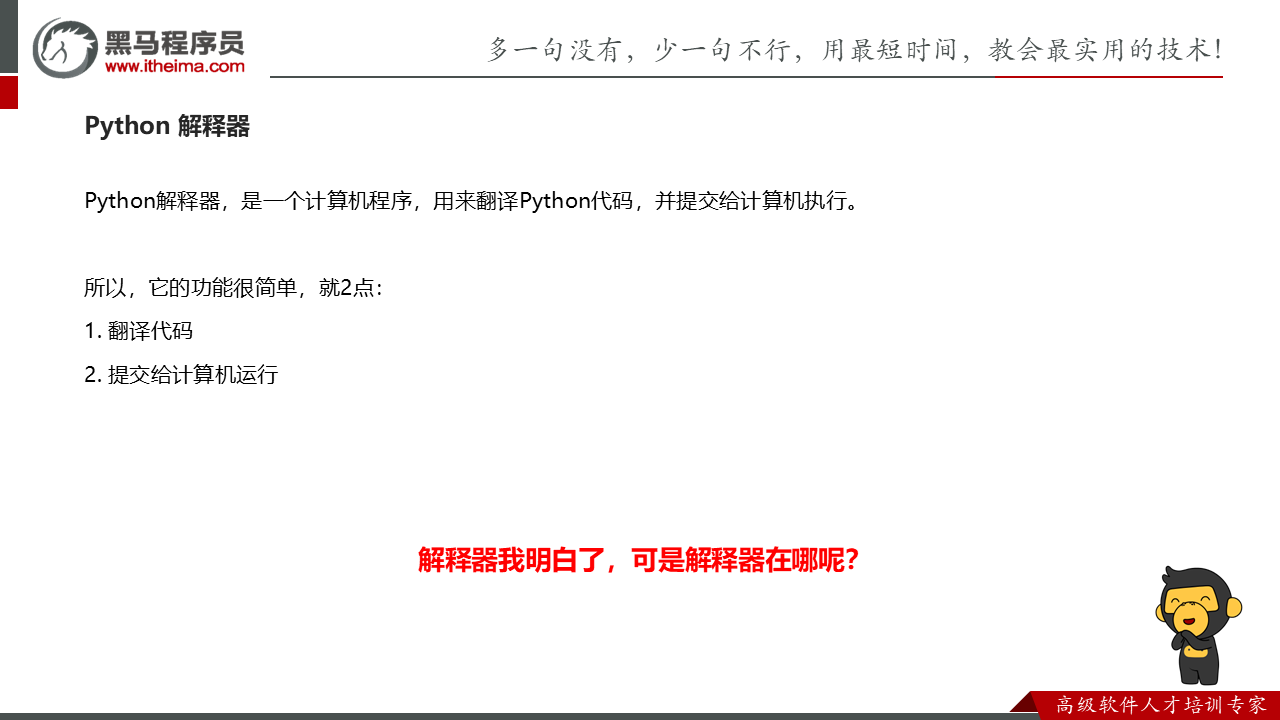 黑马程序员
www.itheima.com
多一句没有，少一句不行，用最短时间，教会最实用的技术！
Python 解释器
Python解释器，是一个计算机程序，用来翻译Python代码，并提交给计算机执行。
所以，它的功能很简单，就2点：
1. 翻译代码
2. 提交给计算机运行
解释器我明白了，可是解释器在哪呢？
高级软件人才培训专家